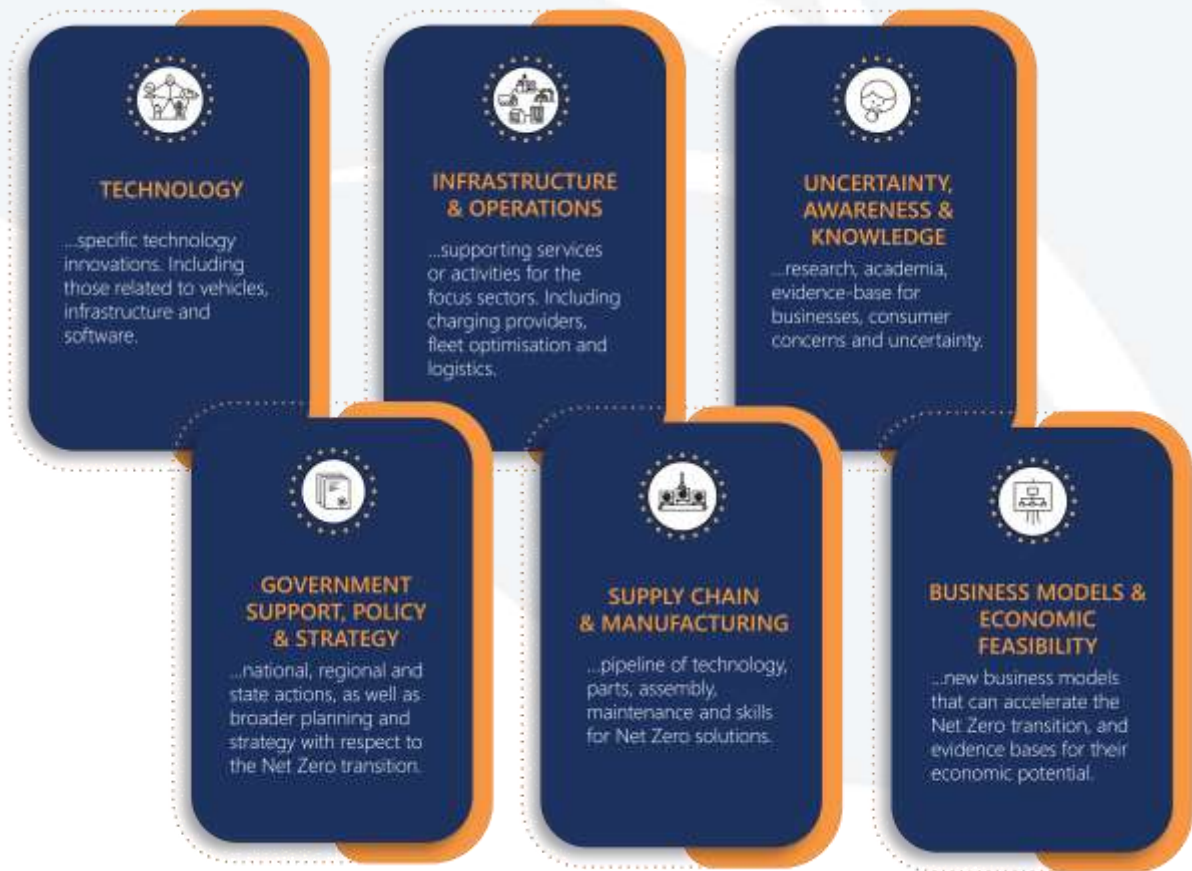 TECHNOLOGY
...specific technology
innovations. Including
those related to vehicles,
infrastructure and
software.
INFRASTRUCTURE
& OPERATIONS
...supporting services
or activities for the
focus sectors. Including
charging providers,
fleet optimisation and
logistics.
UNCERTAINTY,
AWARENESS &
KNOWLEDGE
...research, academia,
evidence-base for
businesses, consumer
concerns and uncertainty.
GOVERNMENT
SUPPORT, POLICY
& STRATEGY
...national, regional and
state actions, as well as
broader planning and
strategy with respect to
the Net Zero transition.
SUPPLY CHAIN
& MANUFACTURING
...pipeline of technology,
parts, assembly,
maintenance and skills
for Net Zero solutions.
BUSINESS MODELS &
ECONOMIC
FEASIBILITY
...new business models
that can accelerate the
Net Zero transition, and
evidence bases for their
economic potential.